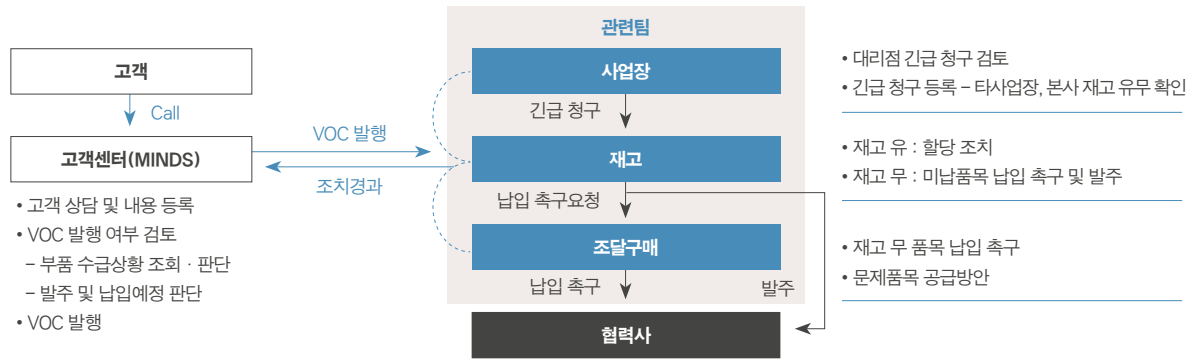 고객
Call
고객센터(MINDS)
• 고객 상담 및 내용 등록
• VOC 발행 여부 검토
– 부품 수급상황 조회 · 판단
– 발주 및 납입예정 판단
• VOC 발행
VOC 발행
조치경과
관련팀
사업장
긴급 청구
재고
납입 촉구요청
조달구매
납입 촉구
발주
협력사
• 대리점 긴급 청구 검토
• 긴급 청구 등록 – 타사업장, 본사 재고 유무 확인
• 재고 유 : 할당 조치
• 재고 무 : 미납품목 납입 촉구 및 발주
• 재고 무 품목 납입 촉구
• 문제품목 공급방안